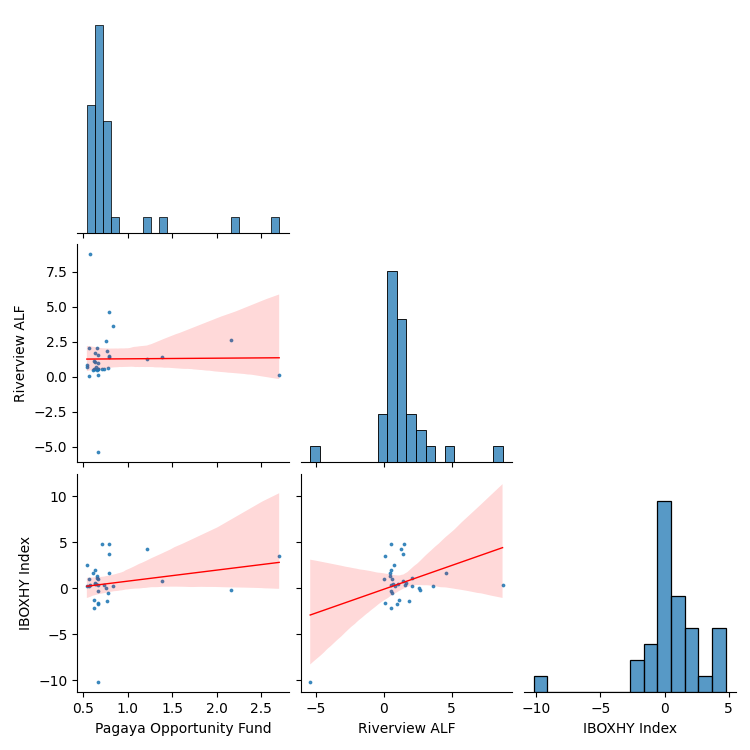 Riverview ALF
7.5
5.0
2.5
0.0
−2.5
−5.0
IBOXHY Index
10
5
0
−5
−10
0.5 1.0 1.5 2.0 2.5
Pagaya Opportunity Fund
−5 0 5
Riverview ALF
−10 −5 0 5
IBOXHY Index